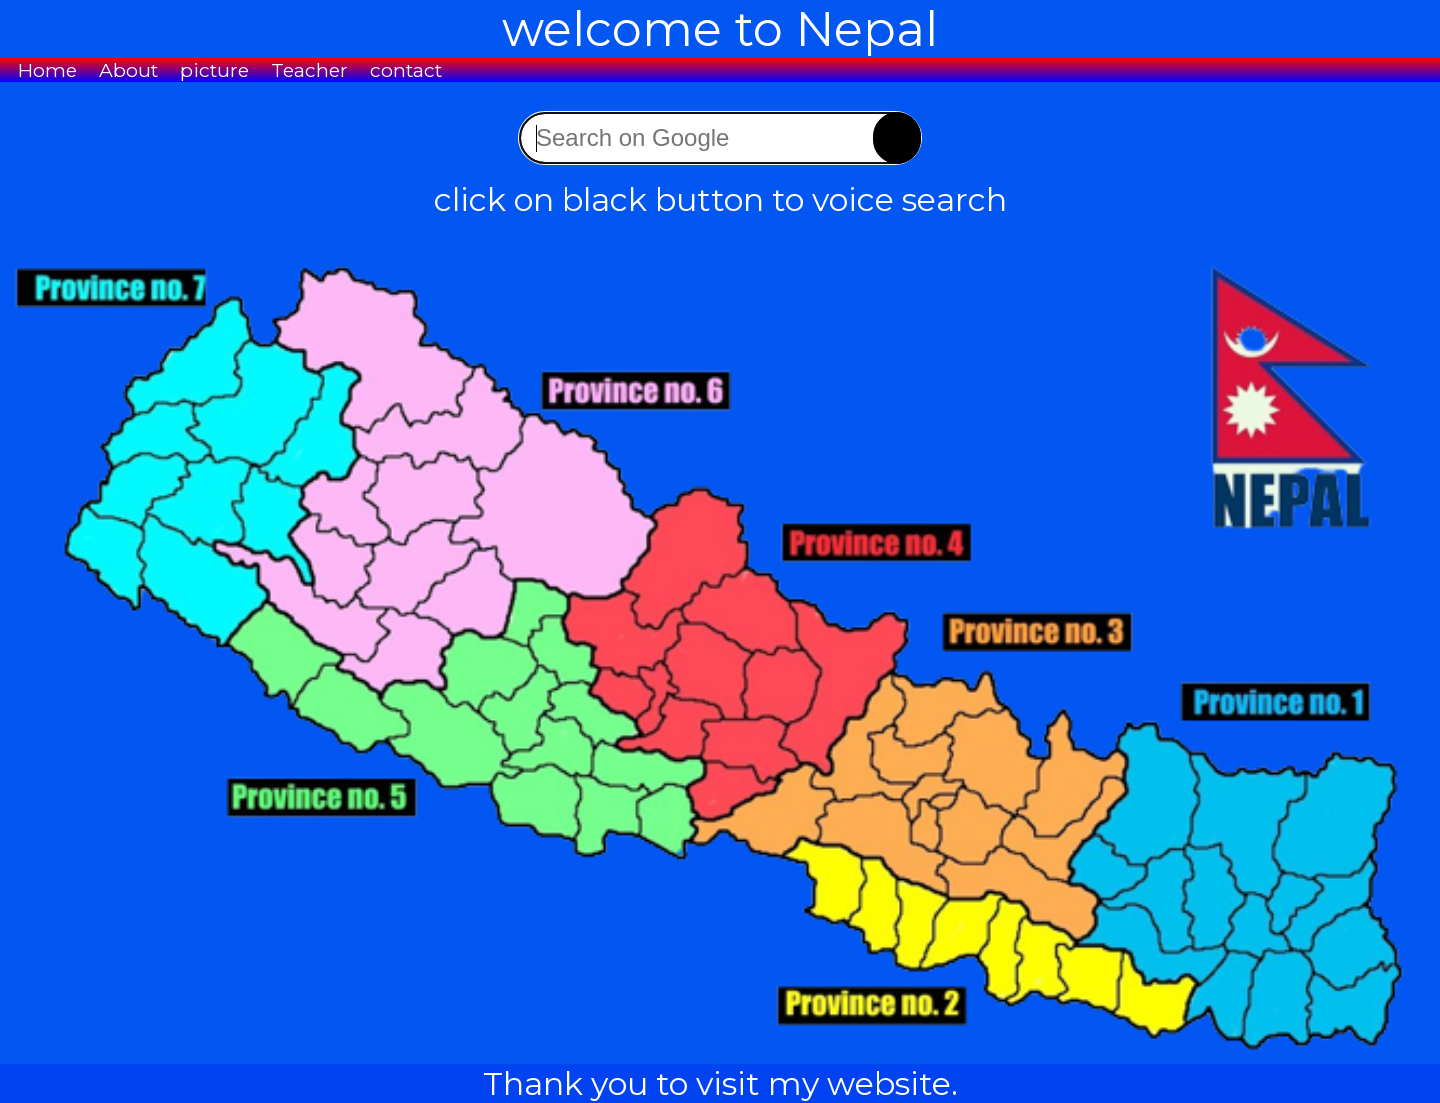 welcome to Nepal
Home About picture Teacher contact
Search on Google
click on black button to voice search
Province no. 7
Province no. 6
NEPAL
Province no. 4
Province no. 3
Province no. 1
Province no. 5
Province no. 2
Thank you to visit my website.